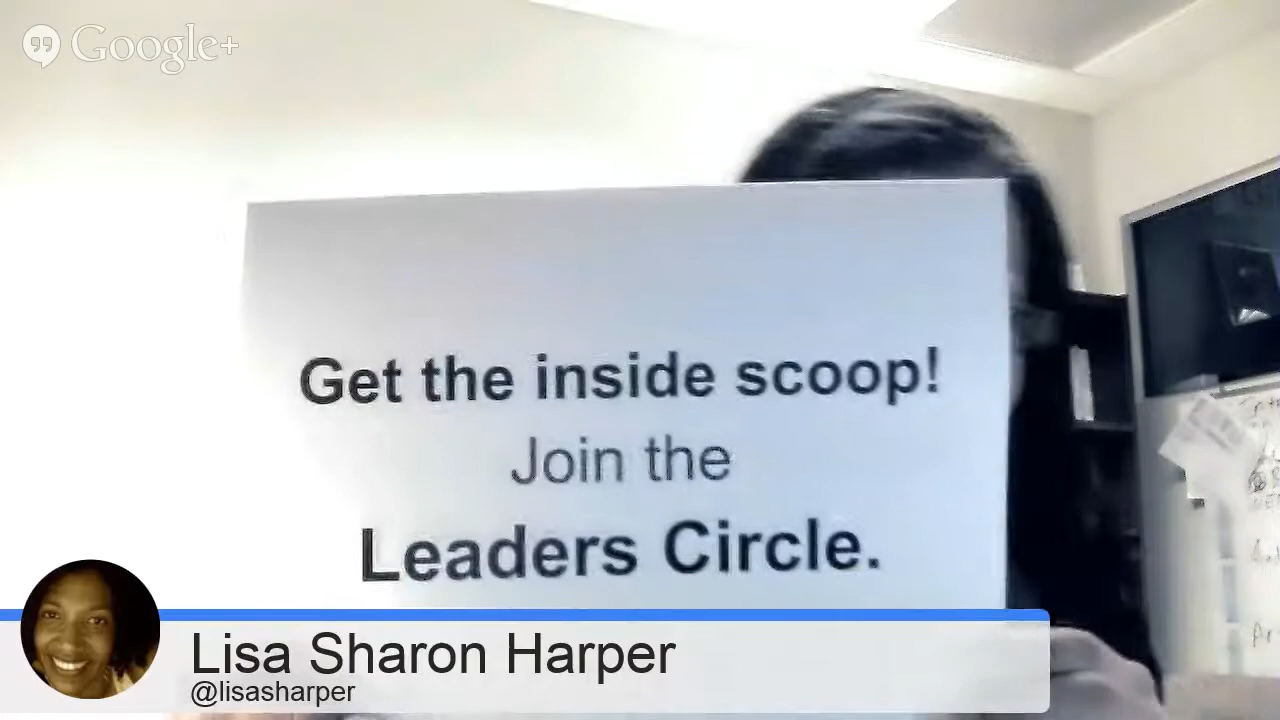 Google+
Get the inside scoop!
Join the
Leaders Circle.
Lisa Sharon Harper
@lisasharper